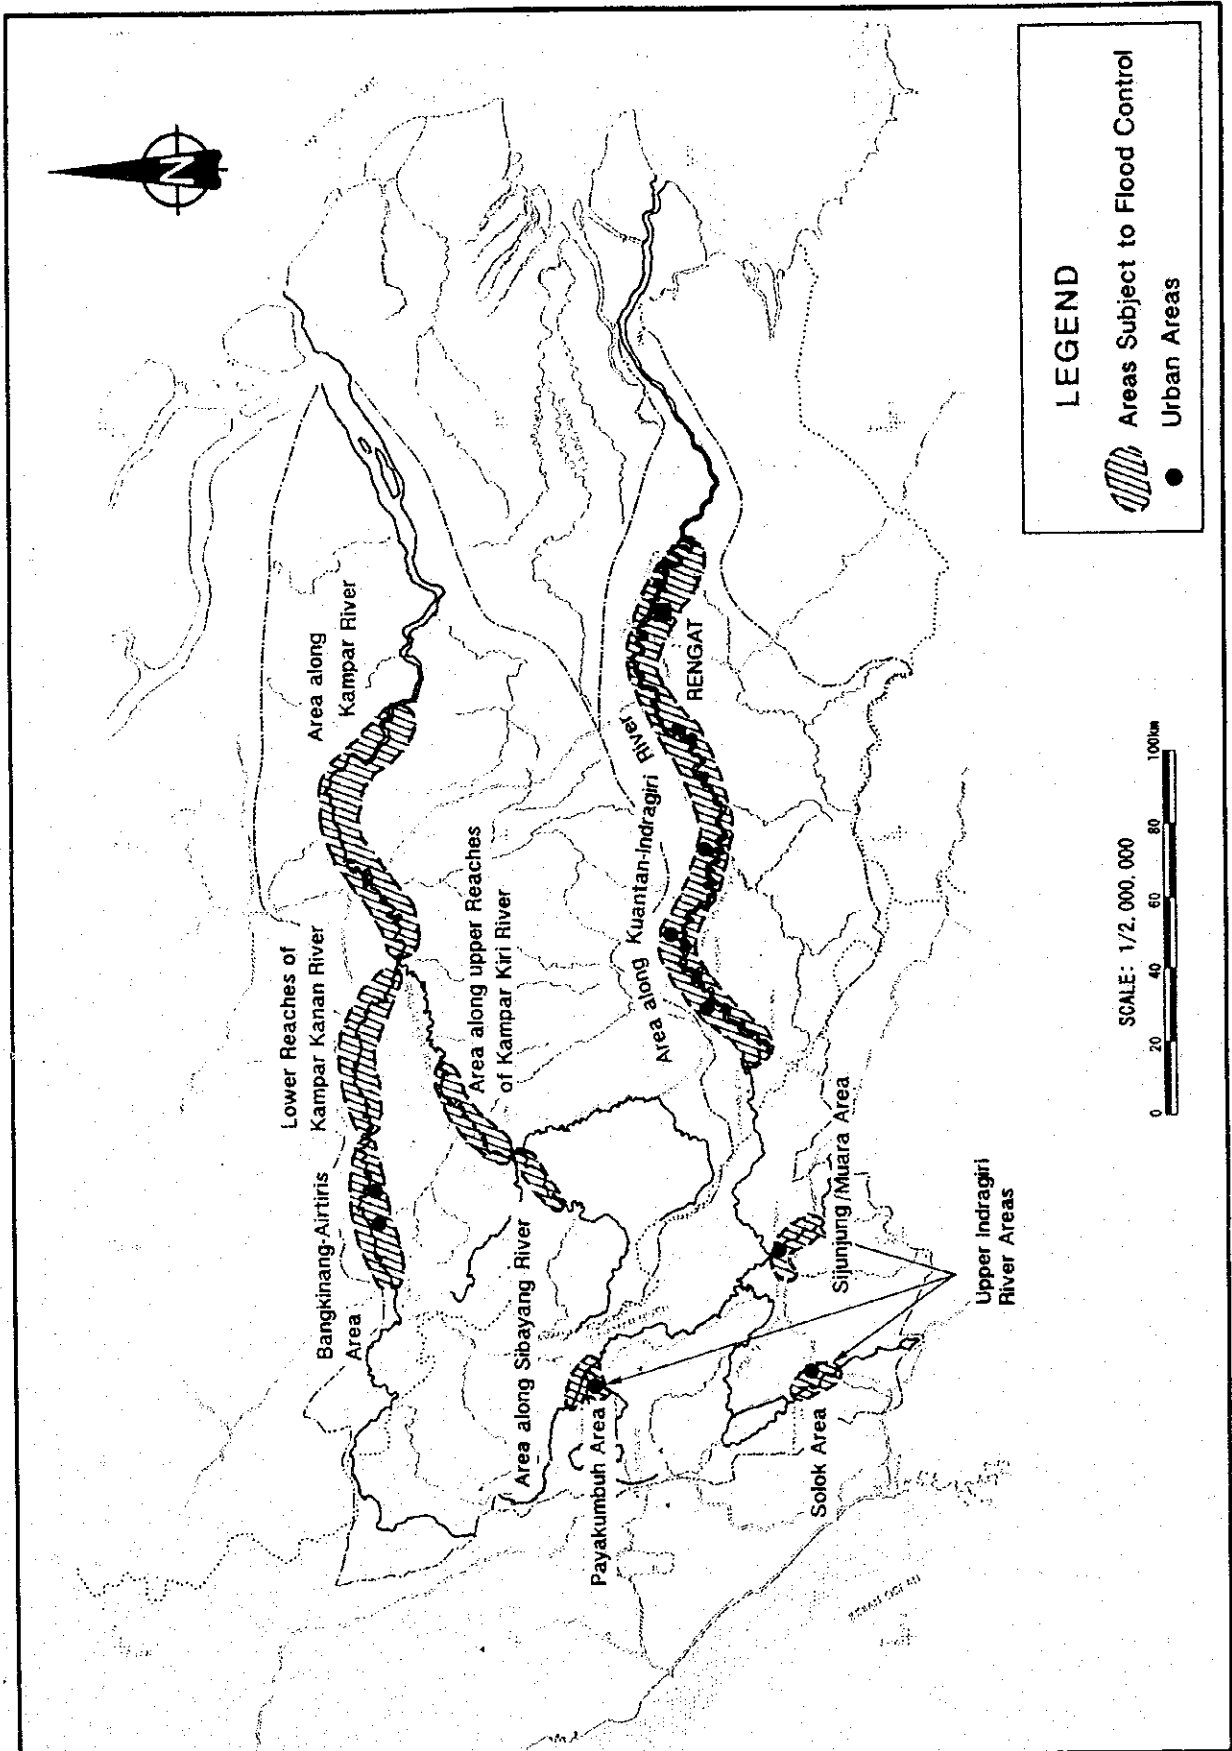 N
Area along
Kampar River
Lower Reaches of
Kampar Kanan River
Bangkinang-Airtiris
Area
Area along upper Reaches
of Kampar Kiri River
Area along Sibayang River
Area along Kuantan-Indragiri River
RENGAT
Payakumbuh Area
Solok Area
Sijunjung/Muara Area
Upper Indragiri
River Areas
SCALE: 1/2,000,000
0 20 40 60 80 100km
LEGEND
Areas Subject to Flood Control
Urban Areas